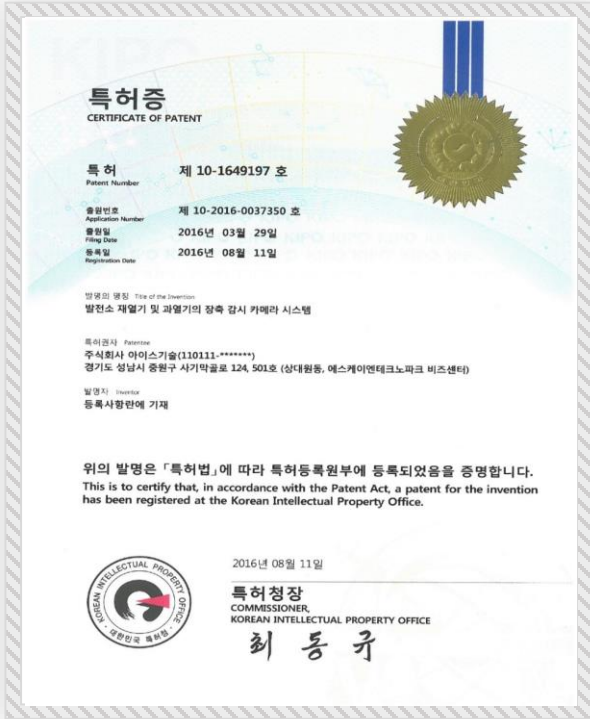 특허증
CERTIFICATE OF PATENT
특허 제 10-1649197 호
Patent Number
출원번호 제 10-2016-0037350 호
Application Number
출원일 2016년 03월 29일
Filing Date
등록일 2016년 08월 11일
Registration Date
발명의 명칭 Title of the Invention
발전소 재열기 및 과열기의 장축 감시 카메라 시스템
특허권자 Patentee
주식회사 아이스기술(110111-*******)
경기도 성남시 중원구 사기막골로 124, 501호 (상대원동, 에스케이엔테크노파크 비즈센터)
발명자 Inventor
등록사항란에 기재
위의 발명은 「특허법」에 따라 특허등록원부에 등록되었음을 증명합니다.
This is to certify that, in accordance with the Patent Act, a patent for the invention
has been registered at the Korean Intellectual Property Office.
2016년 08월 11일
특허청장
COMMISSIONER,
KOREAN INTELLECTUAL PROPERTY OFFICE
최동규
KOREAN INTELLECTUAL PROPERTY OFFICE
대한민국 특허청